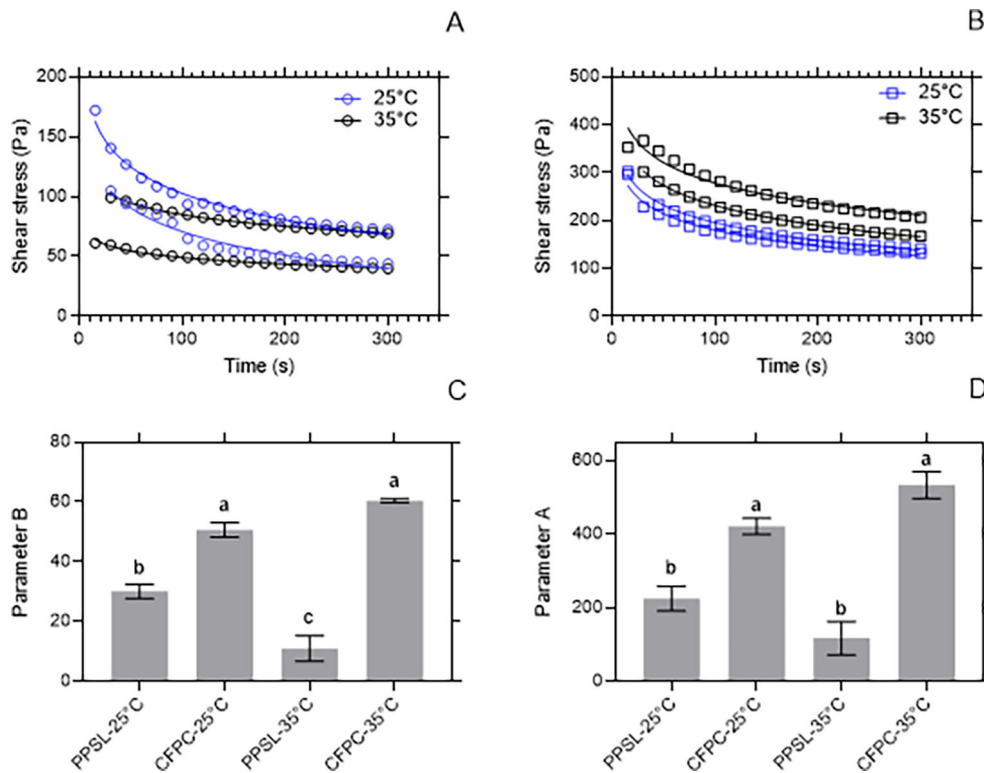 A
200
150
100
50
0
0
100
200
300
Shear stress (Pa)
Time (s)
25°C
35°C
B
500
400
300
200
100
0
0
100
200
300
Shear stress (Pa)
Time (s)
25°C
35°C
C
80
60
40
20
0
Parameter B
b
a
c
a
PPSL-25°C
CFPC-25°C
PPSL-35°C
CFPC-35°C
D
600
400
200
0
Parameter A
b
a
b
a
PPSL-25°C
CFPC-25°C
PPSL-35°C
CFPC-35°C